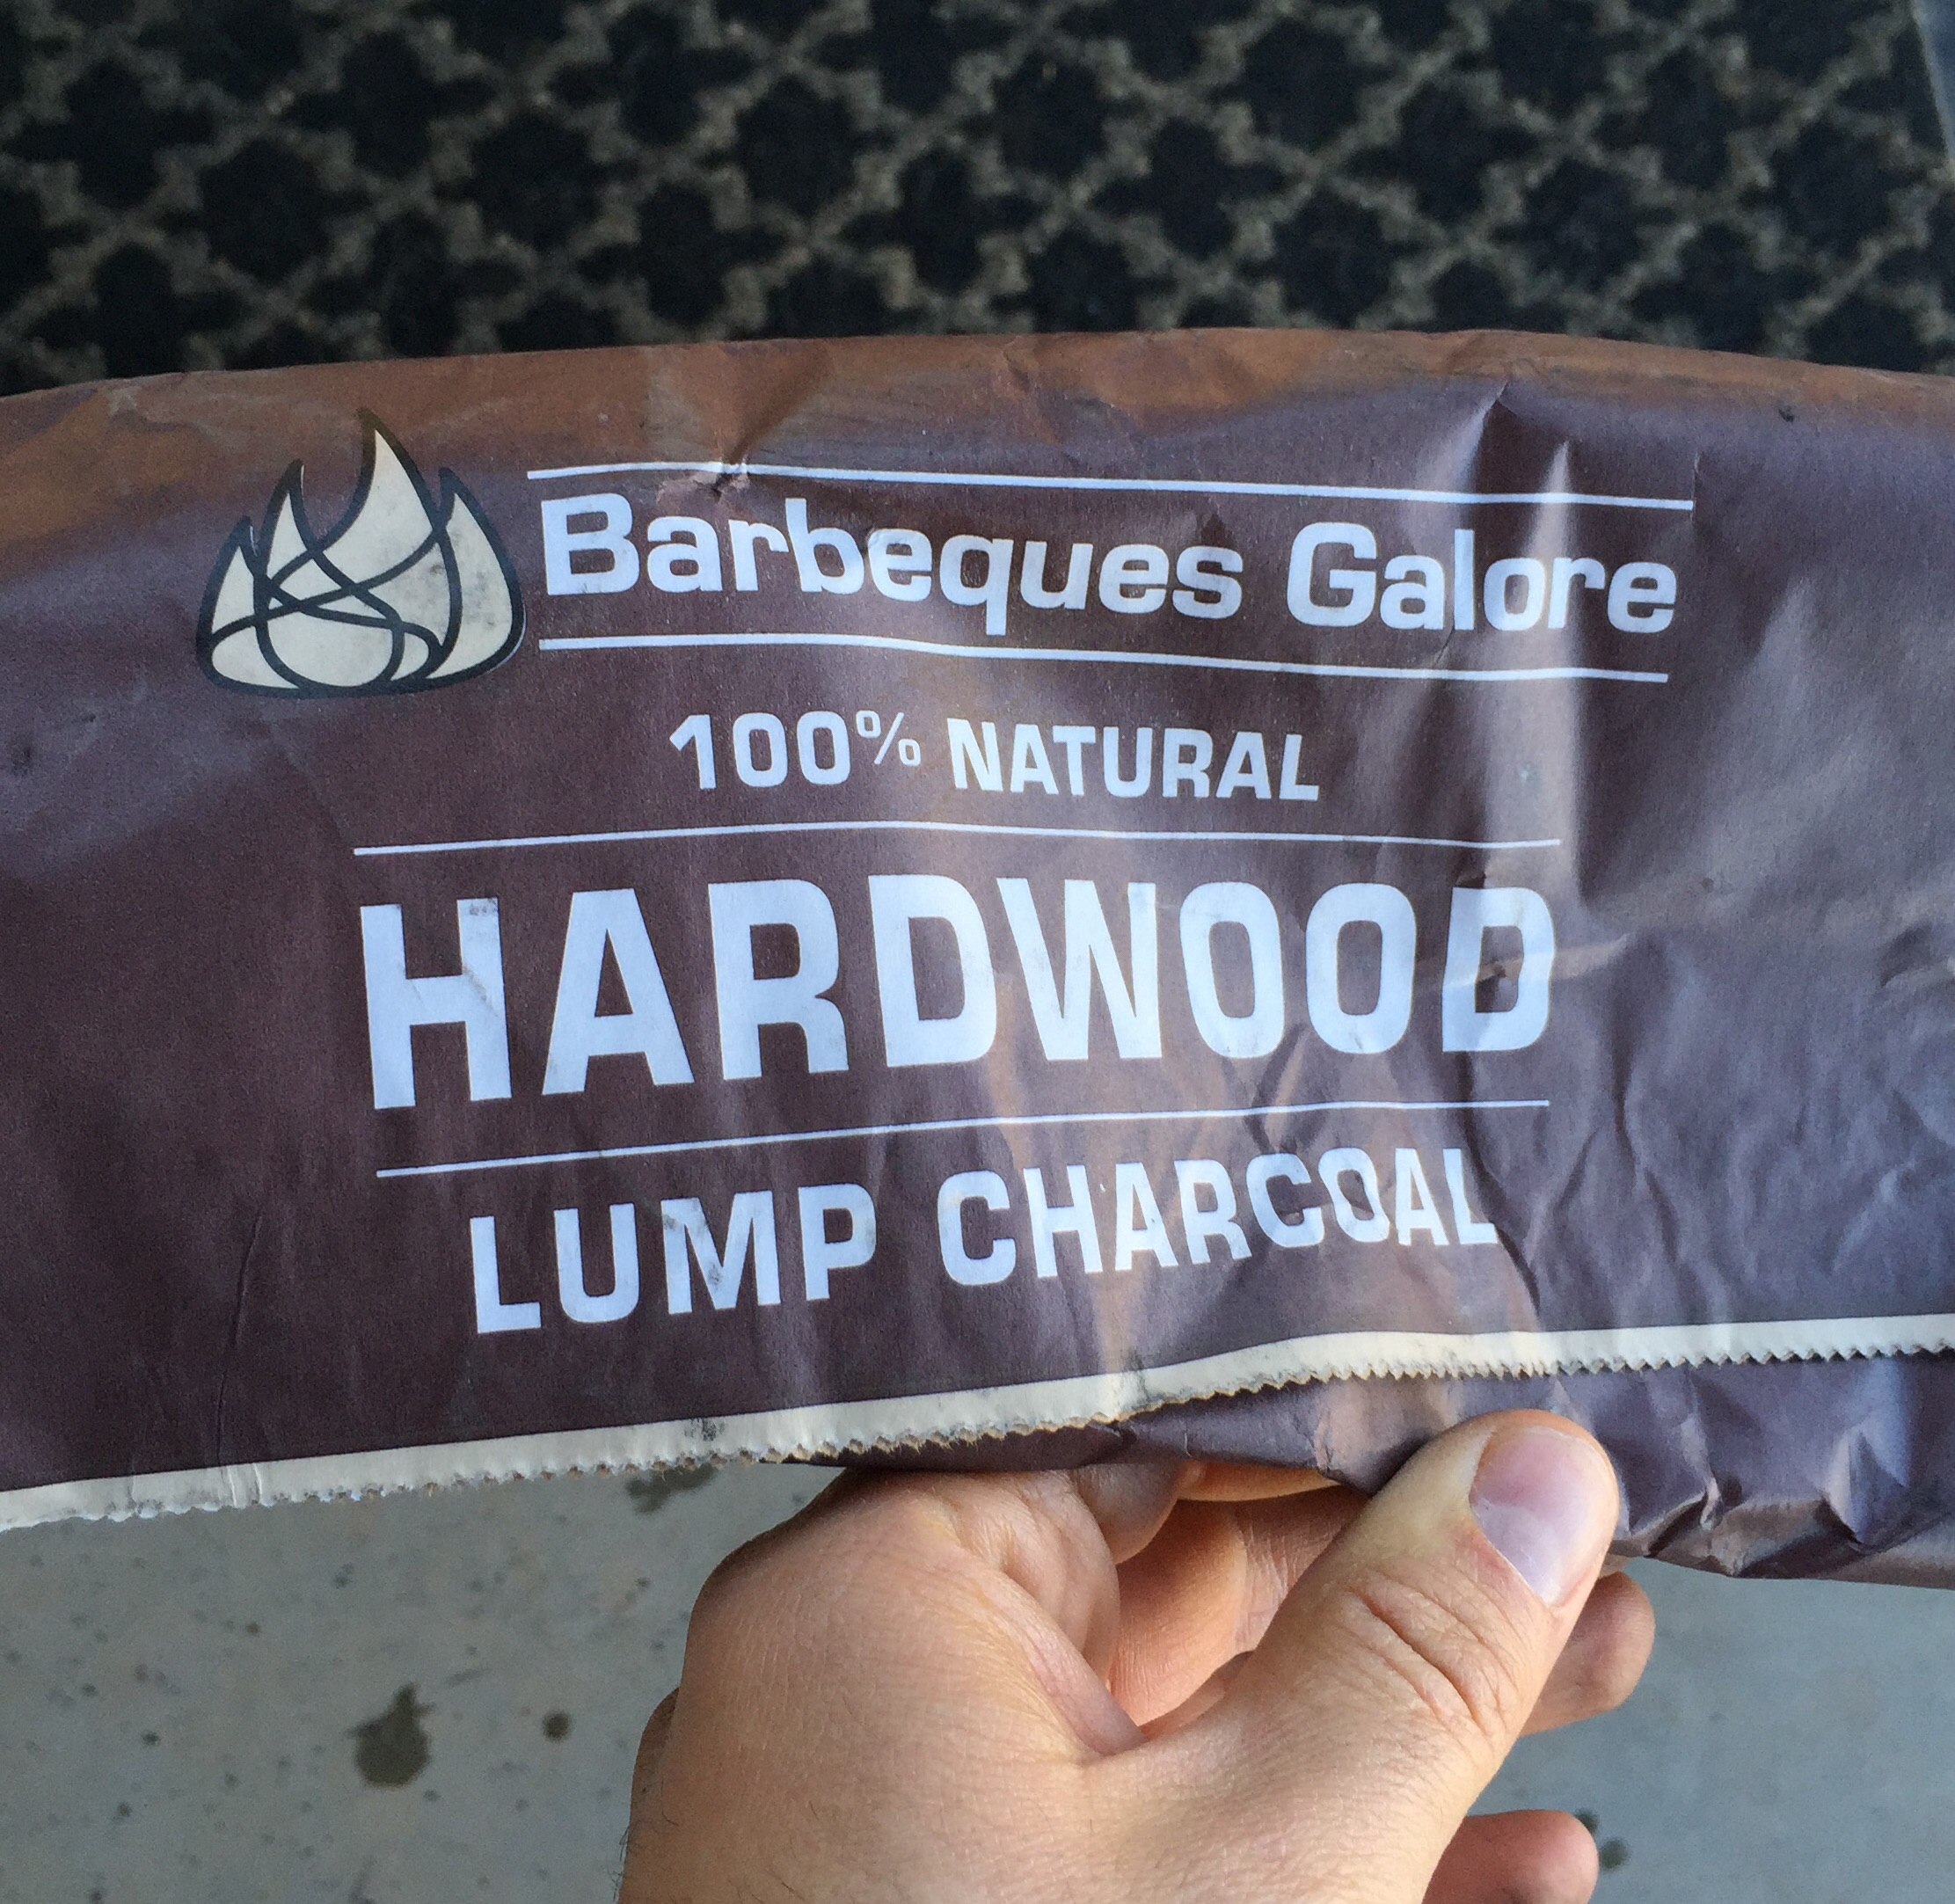 Barbeques Galore
100% NATURAL
HARDWOOD
LUMP CHARCOAL